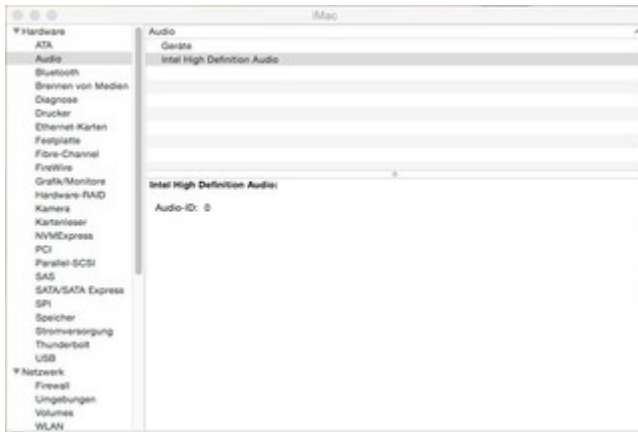 iMac
▼ Hardware
ATA
Audio
Bluetooth
Brennen von Medien
Diagnose
Drucker
Ethernet-Karten
Festplatte
Fibre-Channel
FireWire
Grafik/Monitore
Hardware-RAID
Kamera
Kartenleser
NVMExpress
PCI
Parallel-SCSI
SAS
SATA/SATA Express
SPI
Speicher
Stromversorgung
Thunderbolt
USB
▼ Netzwerk
Firewall
Umgebungen
Volumes
WLAN
Audio
Geräte
Intel High Definition Audio
Intel High Definition Audio:
Audio-ID: 0